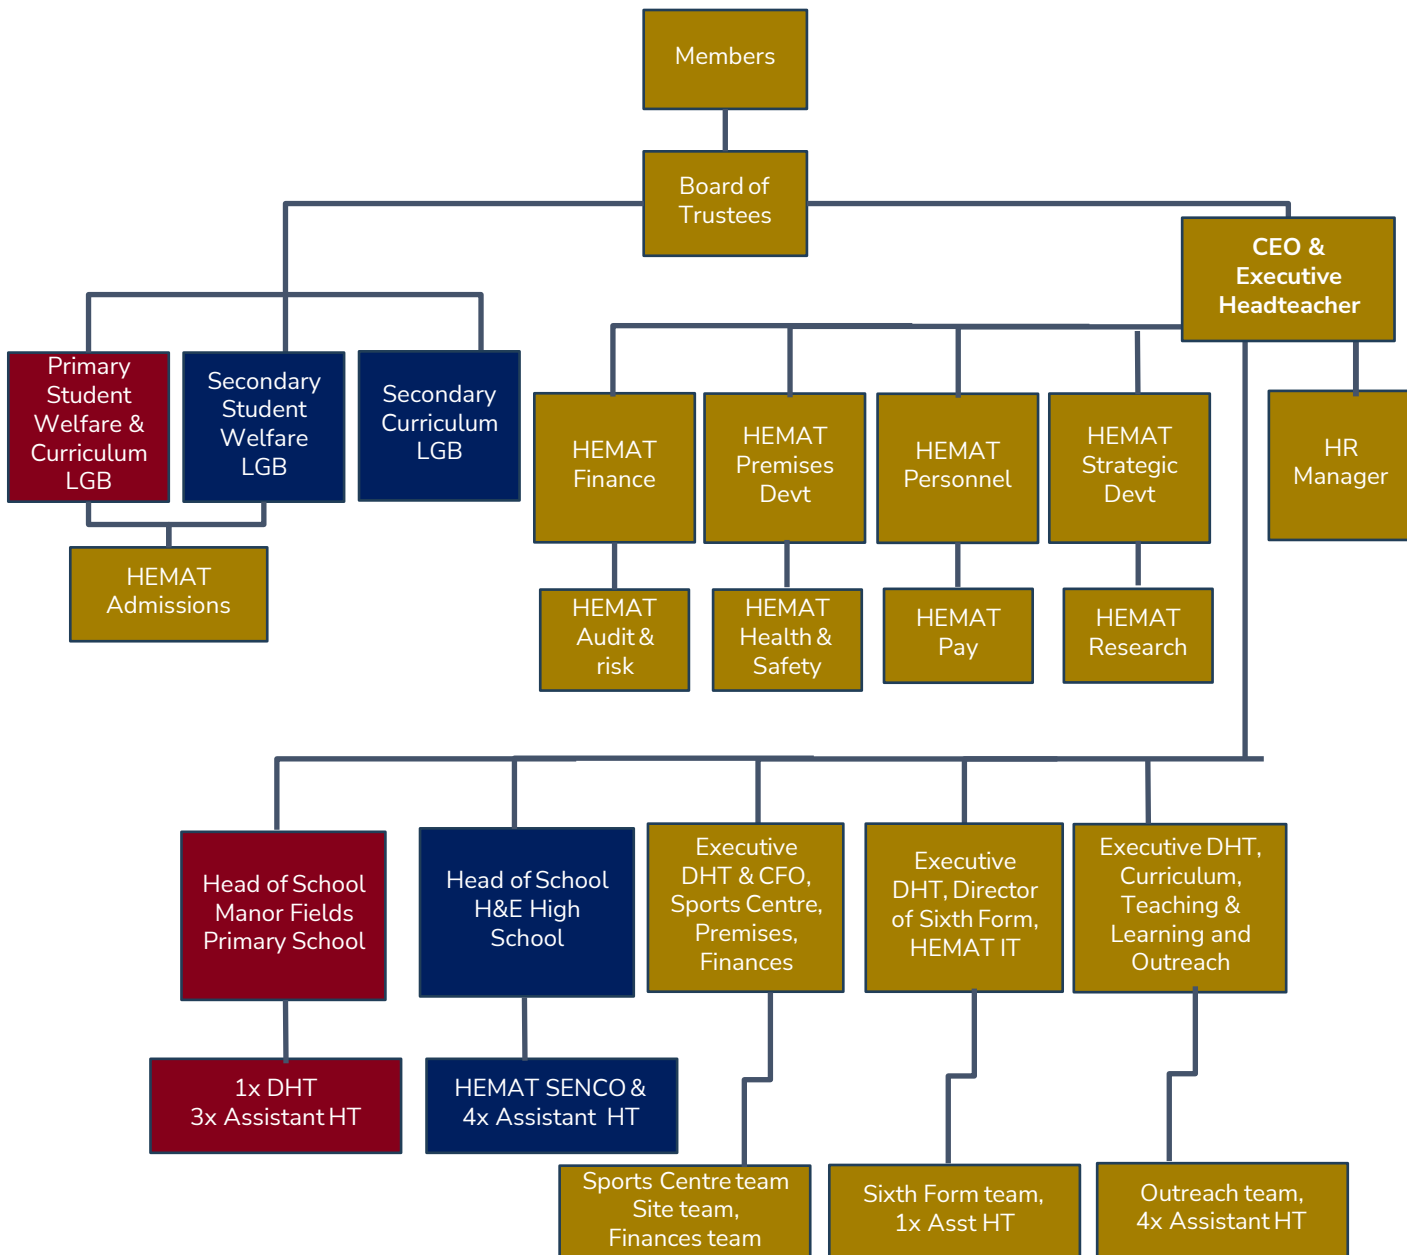 Members
Board of
Trustees
CEO &
Executive
Headteacher
Primary
Student
Welfare &
Curriculum
LGB
Secondary
Student
Welfare
LGB
Secondary
Curriculum
LGB
HEMAT
Finance
HEMAT
Premises
Devt
HEMAT
Personnel
HEMAT
Strategic
Devt
HR
Manager
HEMAT
Admissions
HEMAT
Audit &
risk
HEMAT
Health &
Safety
HEMAT
Pay
HEMAT
Research
Head of School
Manor Fields
Primary School
Head of School
H&E High
School
Executive
DHT & CFO,
Sports Centre,
Premises,
Finances
Executive
DHT, Director
of Sixth Form,
HEMAT IT
Executive DHT,
Curriculum,
Teaching &
Learning and
Outreach
1x DHT
3x Assistant HT
HEMAT SENCO &
4x Assistant HT
Sports Centre team
Site team,
Finances team
Sixth Form team,
1x Asst HT
Outreach team,
4x Assistant HT